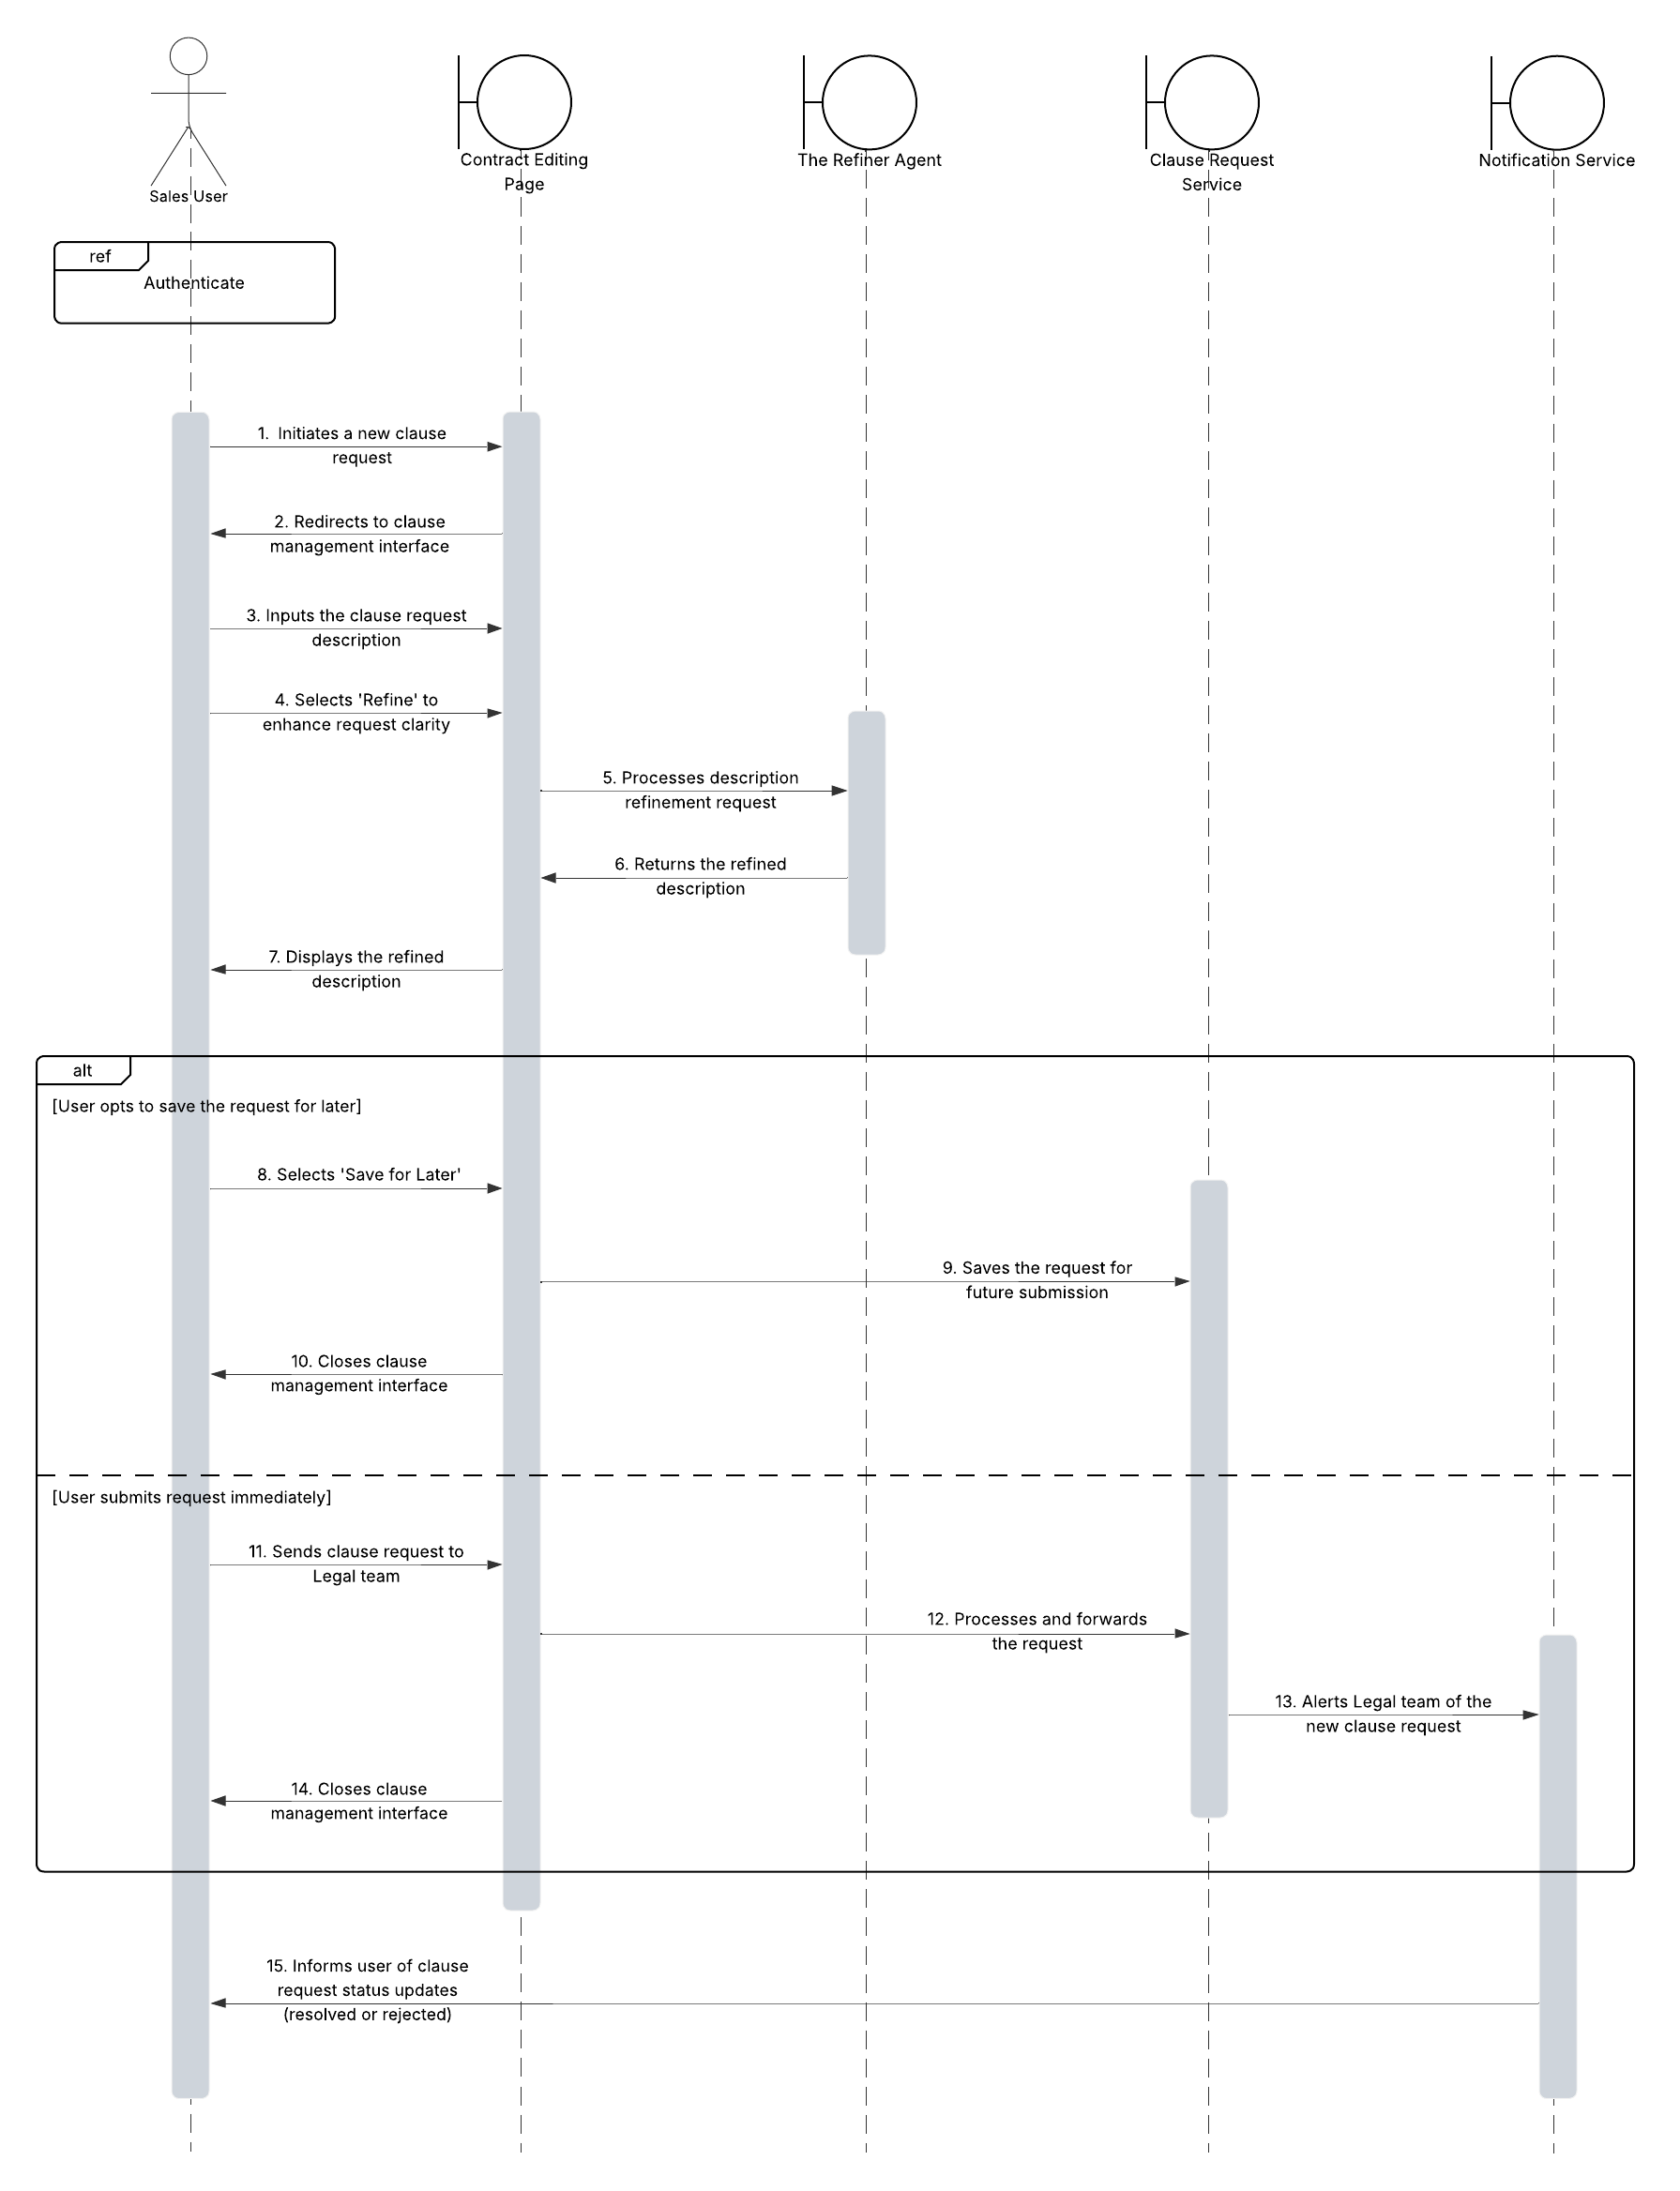 Sales User
Contract Editing
Page
The Refiner Agent
Clause Request
Service
Notification Service
ref
Authenticate
1.  Initiates a new clause
request
2. Redirects to clause
management interface
3. Inputs the clause request
description
4. Selects 'Refine' to
enhance request clarity
5. Processes description
refinement request
6. Returns the refined
description
7. Displays the refined
description
alt
[User opts to save the request for later]
8. Selects 'Save for Later'
9. Saves the request for
future submission
10. Closes clause
management interface
[User submits request immediately]
11. Sends clause request to
Legal team
12. Processes and forwards
the request
13. Alerts Legal team of the
new clause request
14. Closes clause
management interface
15. Informs user of clause
request status updates
(resolved or rejected)